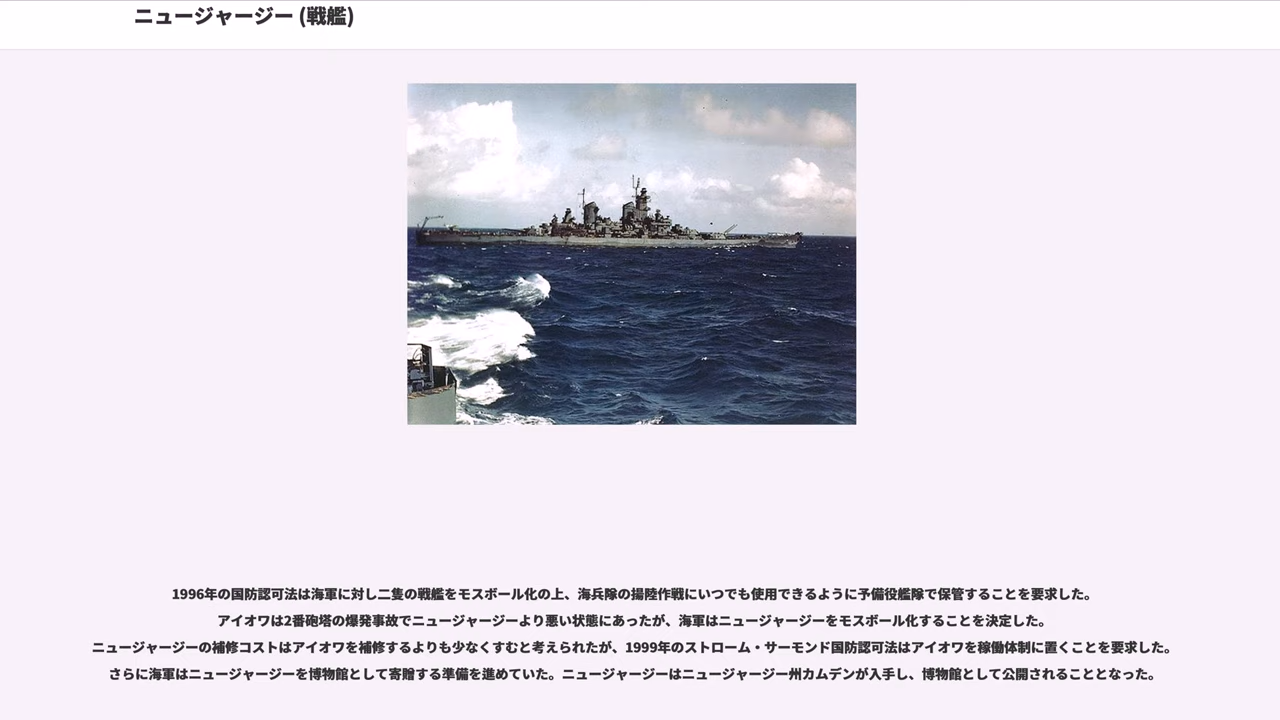 ニュージャージー (戦艦)
1996年の国防認可法は海軍に対し二隻の戦艦をモスボール化の上、海兵隊の揚陸作戦にいつでも使用できるように予備役艦隊で保管することを要求した。
アイオワは2番砲塔の爆発事故でニュージャージーより悪い状態にあったが、海軍はニュージャージーをモスボール化することを決定した。
ニュージャージーの補修コストはアイオワを補修するよりも少なくすむと考えられたが、1999年のストローム・サーモンド国防認可法はアイオワを稼働体制に置くことを要求した。
さらに海軍はニュージャージーを博物館として寄贈する準備を進めていた。ニュージャージーはニュージャージー州カムデンが入手し、博物館として公開されることとなった。